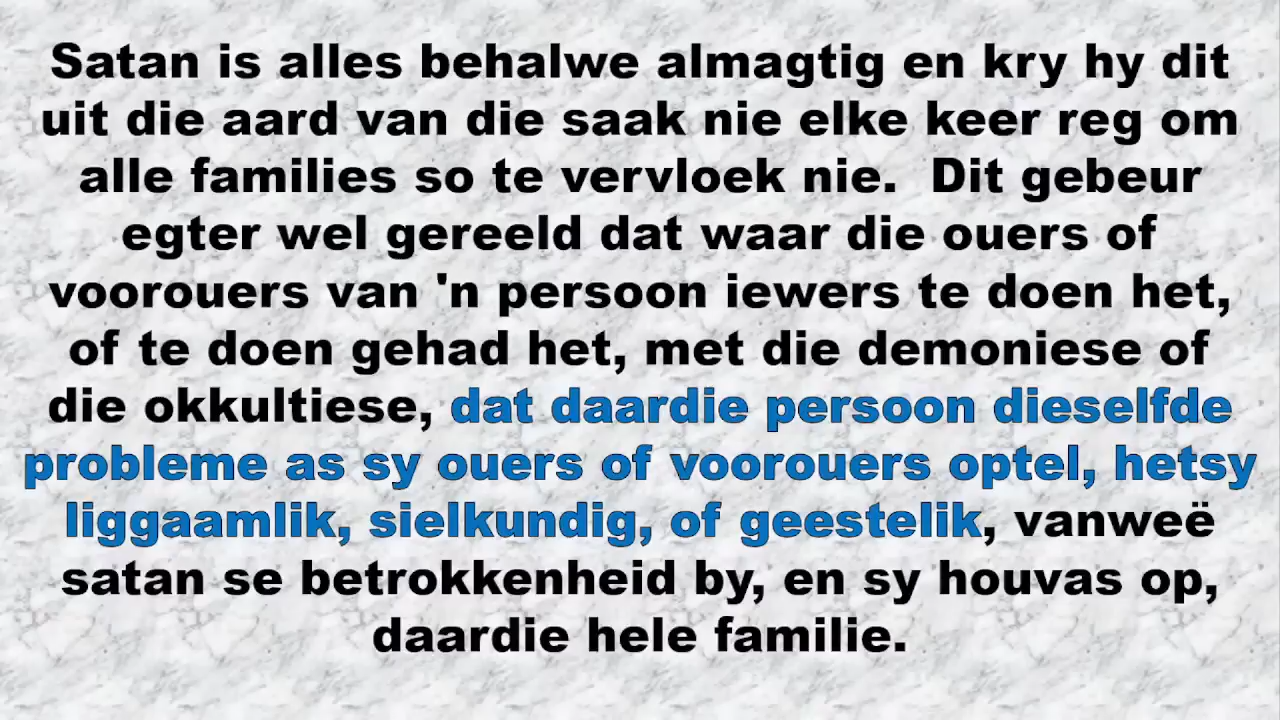 Satan is alles behalwe almagtig en kry hy dit
uit die aard van die saak nie elke keer reg om
alle families so te vervloek nie.  Dit gebeur
egter wel gereeld dat waar die ouers of
voorouers van 'n persoon iewers te doen het,
of te doen gehad het, met die demoniese of
die okkultiese, dat daardie persoon dieselfde
probleme as sy ouers of voorouers optel, hetsy
liggaamlik, sielkundig, of geestelik, vanweë
satan se betrokkenheid by, en sy houvas op,
daardie hele familie.